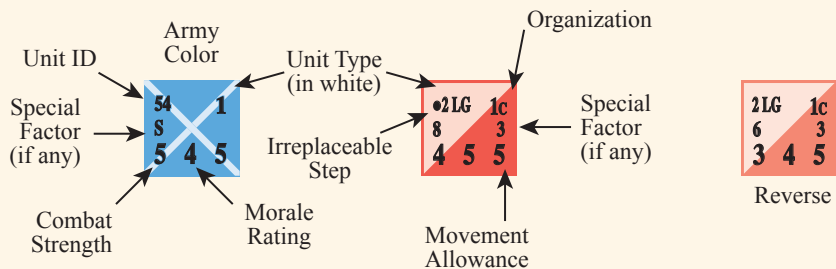 Organization
Army
Color
Unit ID
Unit Type
(in white)
Special
Factor
(if any)
54 1
S
5 4 5
•2 LG 1C
8 3
4 5 5
Special
Factor
(if any)
2 LG 1C
6 3
3 4 5
Irreplaceable
Step
Reverse
Combat
Strength
Morale
Rating
Movement
Allowance